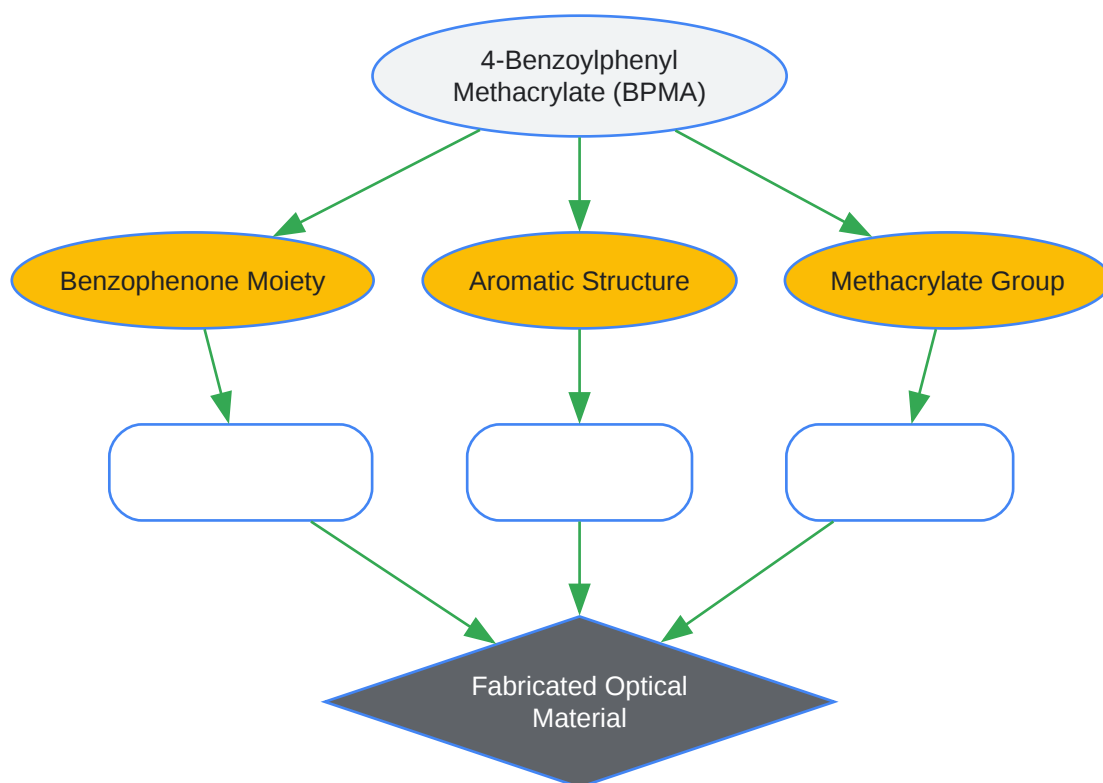 4-Benzoylphenyl
Methacrylate (BPMA)
Benzophenone Moiety
Aromatic Structure
Methacrylate Group
Fabricated Optical
Material